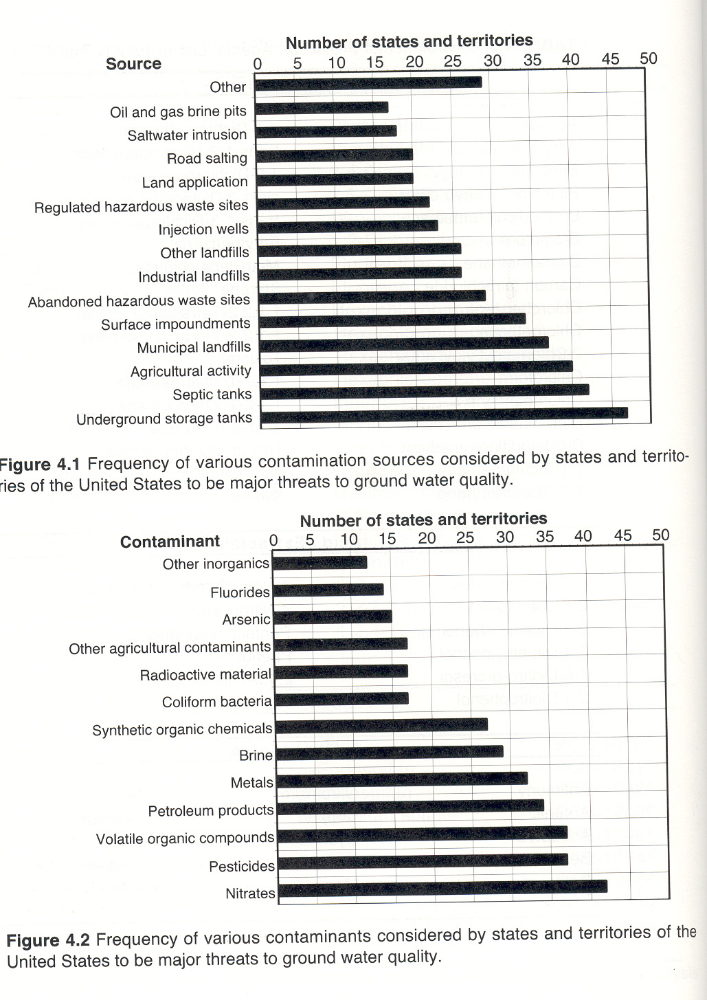 Number of states and territories
Source 0 5 10 15 20 25 30 35 40 45 50
Other
Oil and gas brine pits
Saltwater intrusion
Road salting
Land application
Regulated hazardous waste sites
Injection wells
Other landfills
Industrial landfills
Abandoned hazardous waste sites
Surface impoundments
Municipal landfills
Agricultural activity
Septic tanks
Underground storage tanks
Figure 4.1 Frequency of various contamination sources considered by states and territo-
ries of the United States to be major threats to ground water quality.
Number of states and territories
Contaminant 0 5 10 15 20 25 30 35 40 45 50
Other inorganics
Fluorides
Arsenic
Other agricultural contaminants
Radioactive material
Coliform bacteria
Synthetic organic chemicals
Brine
Metals
Petroleum products
Volatile organic compounds
Pesticides
Nitrates
Figure 4.2 Frequency of various contaminants considered by states and territories of the
United States to be major threats to ground water quality.